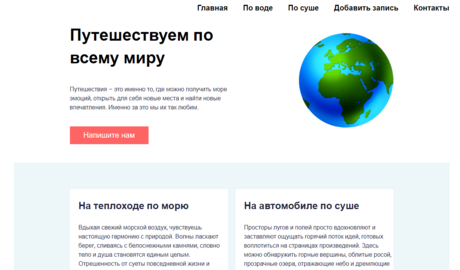 Главная По воде По суше Добавить запись Контакты
Путешествуем по
всему миру
Путешествия – это именно то, где можно получить море
эмоций, открыть для себя новые места и найти новые
впечатления. Именно за это мы их так любим.
Напишите нам
На теплоходе по морю
Вдыхая свежий морской воздух, чувствуешь
настоящую гармонию с природой. Волны ласкают
берег, сливаясь с белоснежными камнями, словно
тело и душа становятся единым целым.
Отрешенность от суеты повседневной жизни и
На автомобиле по суше
Просторы лугов и полей просто вдохновляют и
заставляют ощущать горячий поток идей, готовых
воплотиться на страницах произведений. Здесь
можно обнаружить горные вершины, облитые росой,
прозрачные озера, отражающие небо и древление